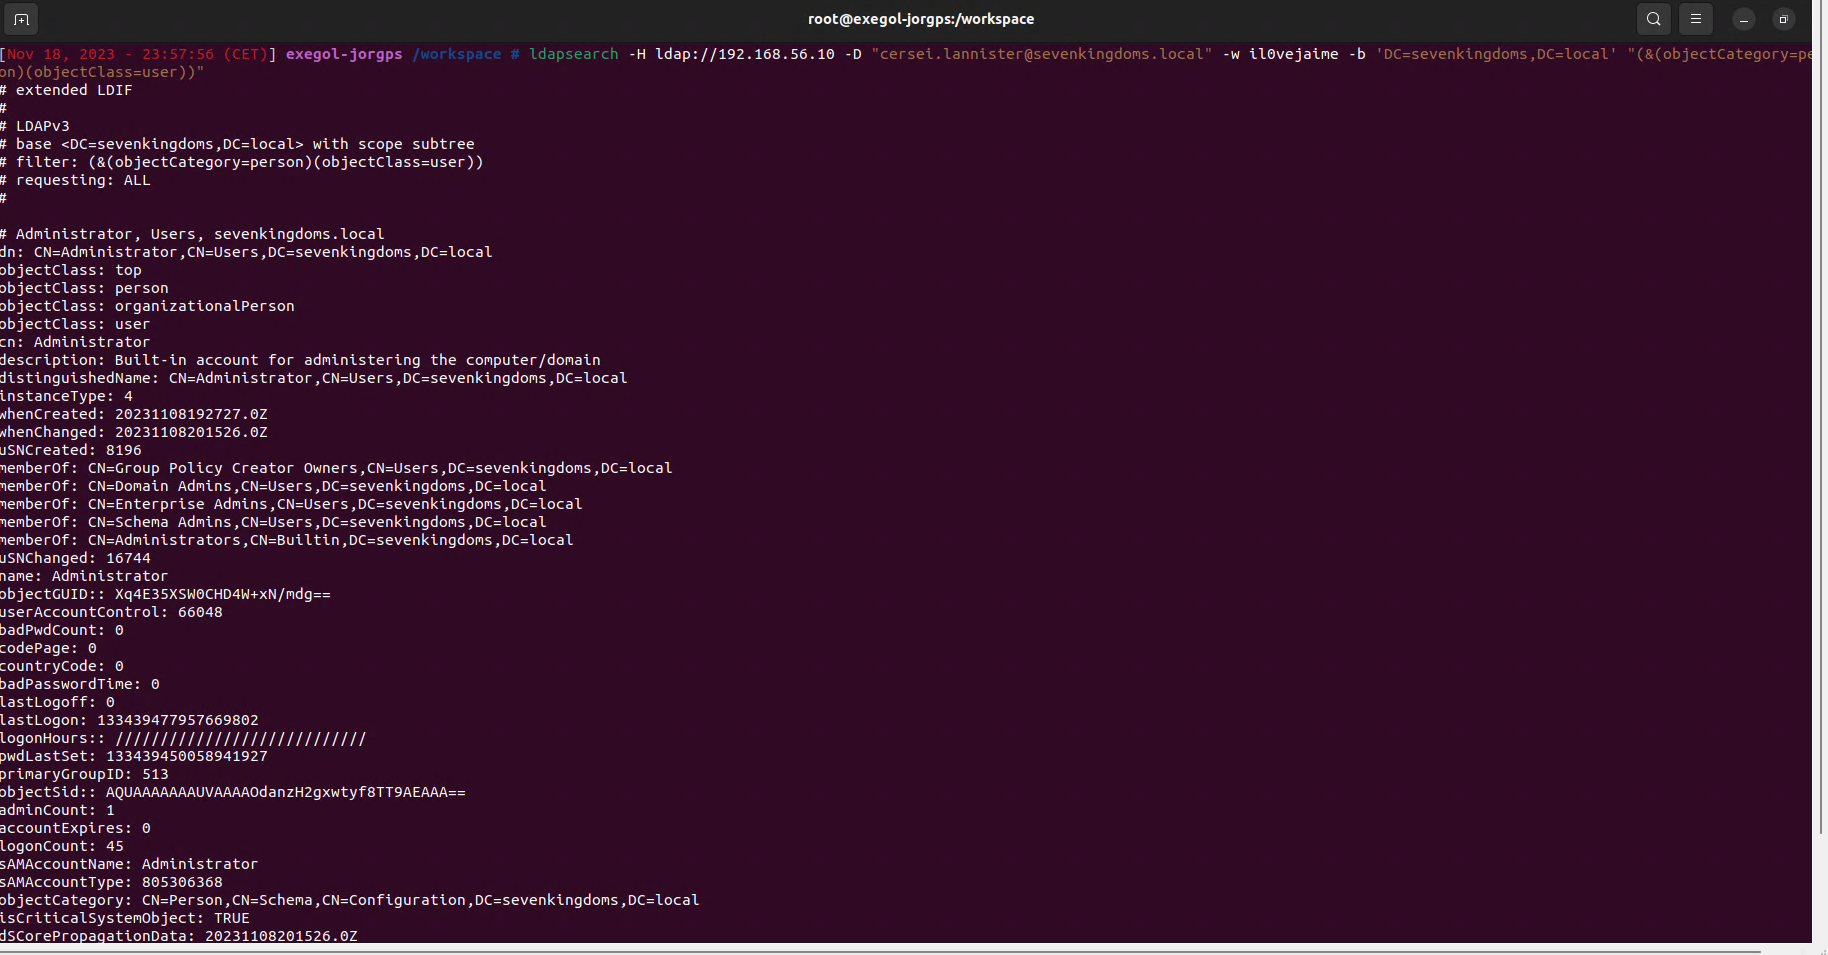 root@exegol-jorgps:/workspace
[Nov 18, 2023 - 23:57:56 (CET)] exegol-jorgps /workspace # ldapsearch -H ldap://192.168.56.10 -D "cersei.lannister@sevenkingdoms.local" -w il0vejaime -b 'DC=sevenkingdoms,DC=local' "(&(objectCategory=pe
on)(objectClass=user))"
# extended LDIF
#
# LDAPv3
# base <DC=sevenkingdoms,DC=local> with scope subtree
# filter: (&(objectCategory=person)(objectClass=user))
# requesting: ALL
#
# Administrator, Users, sevenkingdoms.local
dn: CN=Administrator,CN=Users,DC=sevenkingdoms,DC=local
objectClass: top
objectClass: person
objectClass: organizationalPerson
objectClass: user
cn: Administrator
description: Built-in account for administering the computer/domain
distinguishedName: CN=Administrator,CN=Users,DC=sevenkingdoms,DC=local
instanceType: 4
whenCreated: 20231108192727.0Z
whenChanged: 20231108201526.0Z
uSNCreated: 8196
memberOf: CN=Group Policy Creator Owners,CN=Users,DC=sevenkingdoms,DC=local
memberOf: CN=Domain Admins,CN=Users,DC=sevenkingdoms,DC=local
memberOf: CN=Enterprise Admins,CN=Users,DC=sevenkingdoms,DC=local
memberOf: CN=Schema Admins,CN=Users,DC=sevenkingdoms,DC=local
memberOf: CN=Administrators,CN=Builtin,DC=sevenkingdoms,DC=local
uSNChanged: 16744
name: Administrator
objectGUID:: Xq4E35XSW0CHD4W+xN/mdg==
userAccountControl: 66048
badPwdCount: 0
codePage: 0
countryCode: 0
badPasswordTime: 0
lastLogoff: 0
lastLogon: 133439477957669802
logonHours:: ////////////////////////////
pwdLastSet: 133439450058941927
primaryGroupID: 513
objectSid:: AQUAAAAAAAUVAAAAOdanzH2gxwtyf8TT9AEAAA==
adminCount: 1
accountExpires: 0
logonCount: 45
sAMAccountName: Administrator
sAMAccountType: 805306368
objectCategory: CN=Person,CN=Schema,CN=Configuration,DC=sevenkingdoms,DC=local
isCriticalSystemObject: TRUE
dSCorePropagationData: 20231108201526.0Z